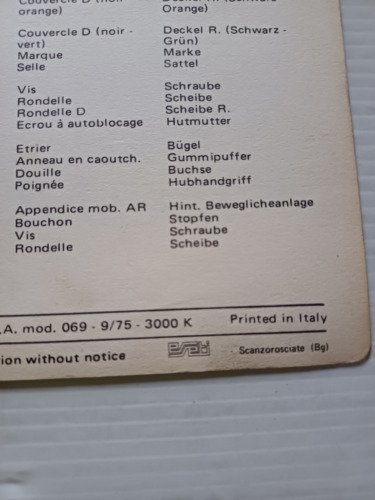 Couvercle D (noir - orange)
Couvercle D (noir - vert)
Marque
Selle
Vis
Rondelle
Rondelle D
Ecrou à autoblocage
Etrier
Anneau en caoutch.
Douille
Poignée
Appendice mob. AR
Bouchon
Vis
Rondelle
Orange)
Deckel R. (Schwarz - Grün)
Marke
Sattel
Schraube
Scheibe
Scheibe R.
Hutmutter
Bügel
Gummipuffer
Buchse
Hubhandgriff
Hint. Beweglicheanlage
Stopfen
Schraube
Scheibe
.A. mod. 069 - 9/75 - 3000 K Printed in Italy
ion without notice
Scanzorosciate (Bg)